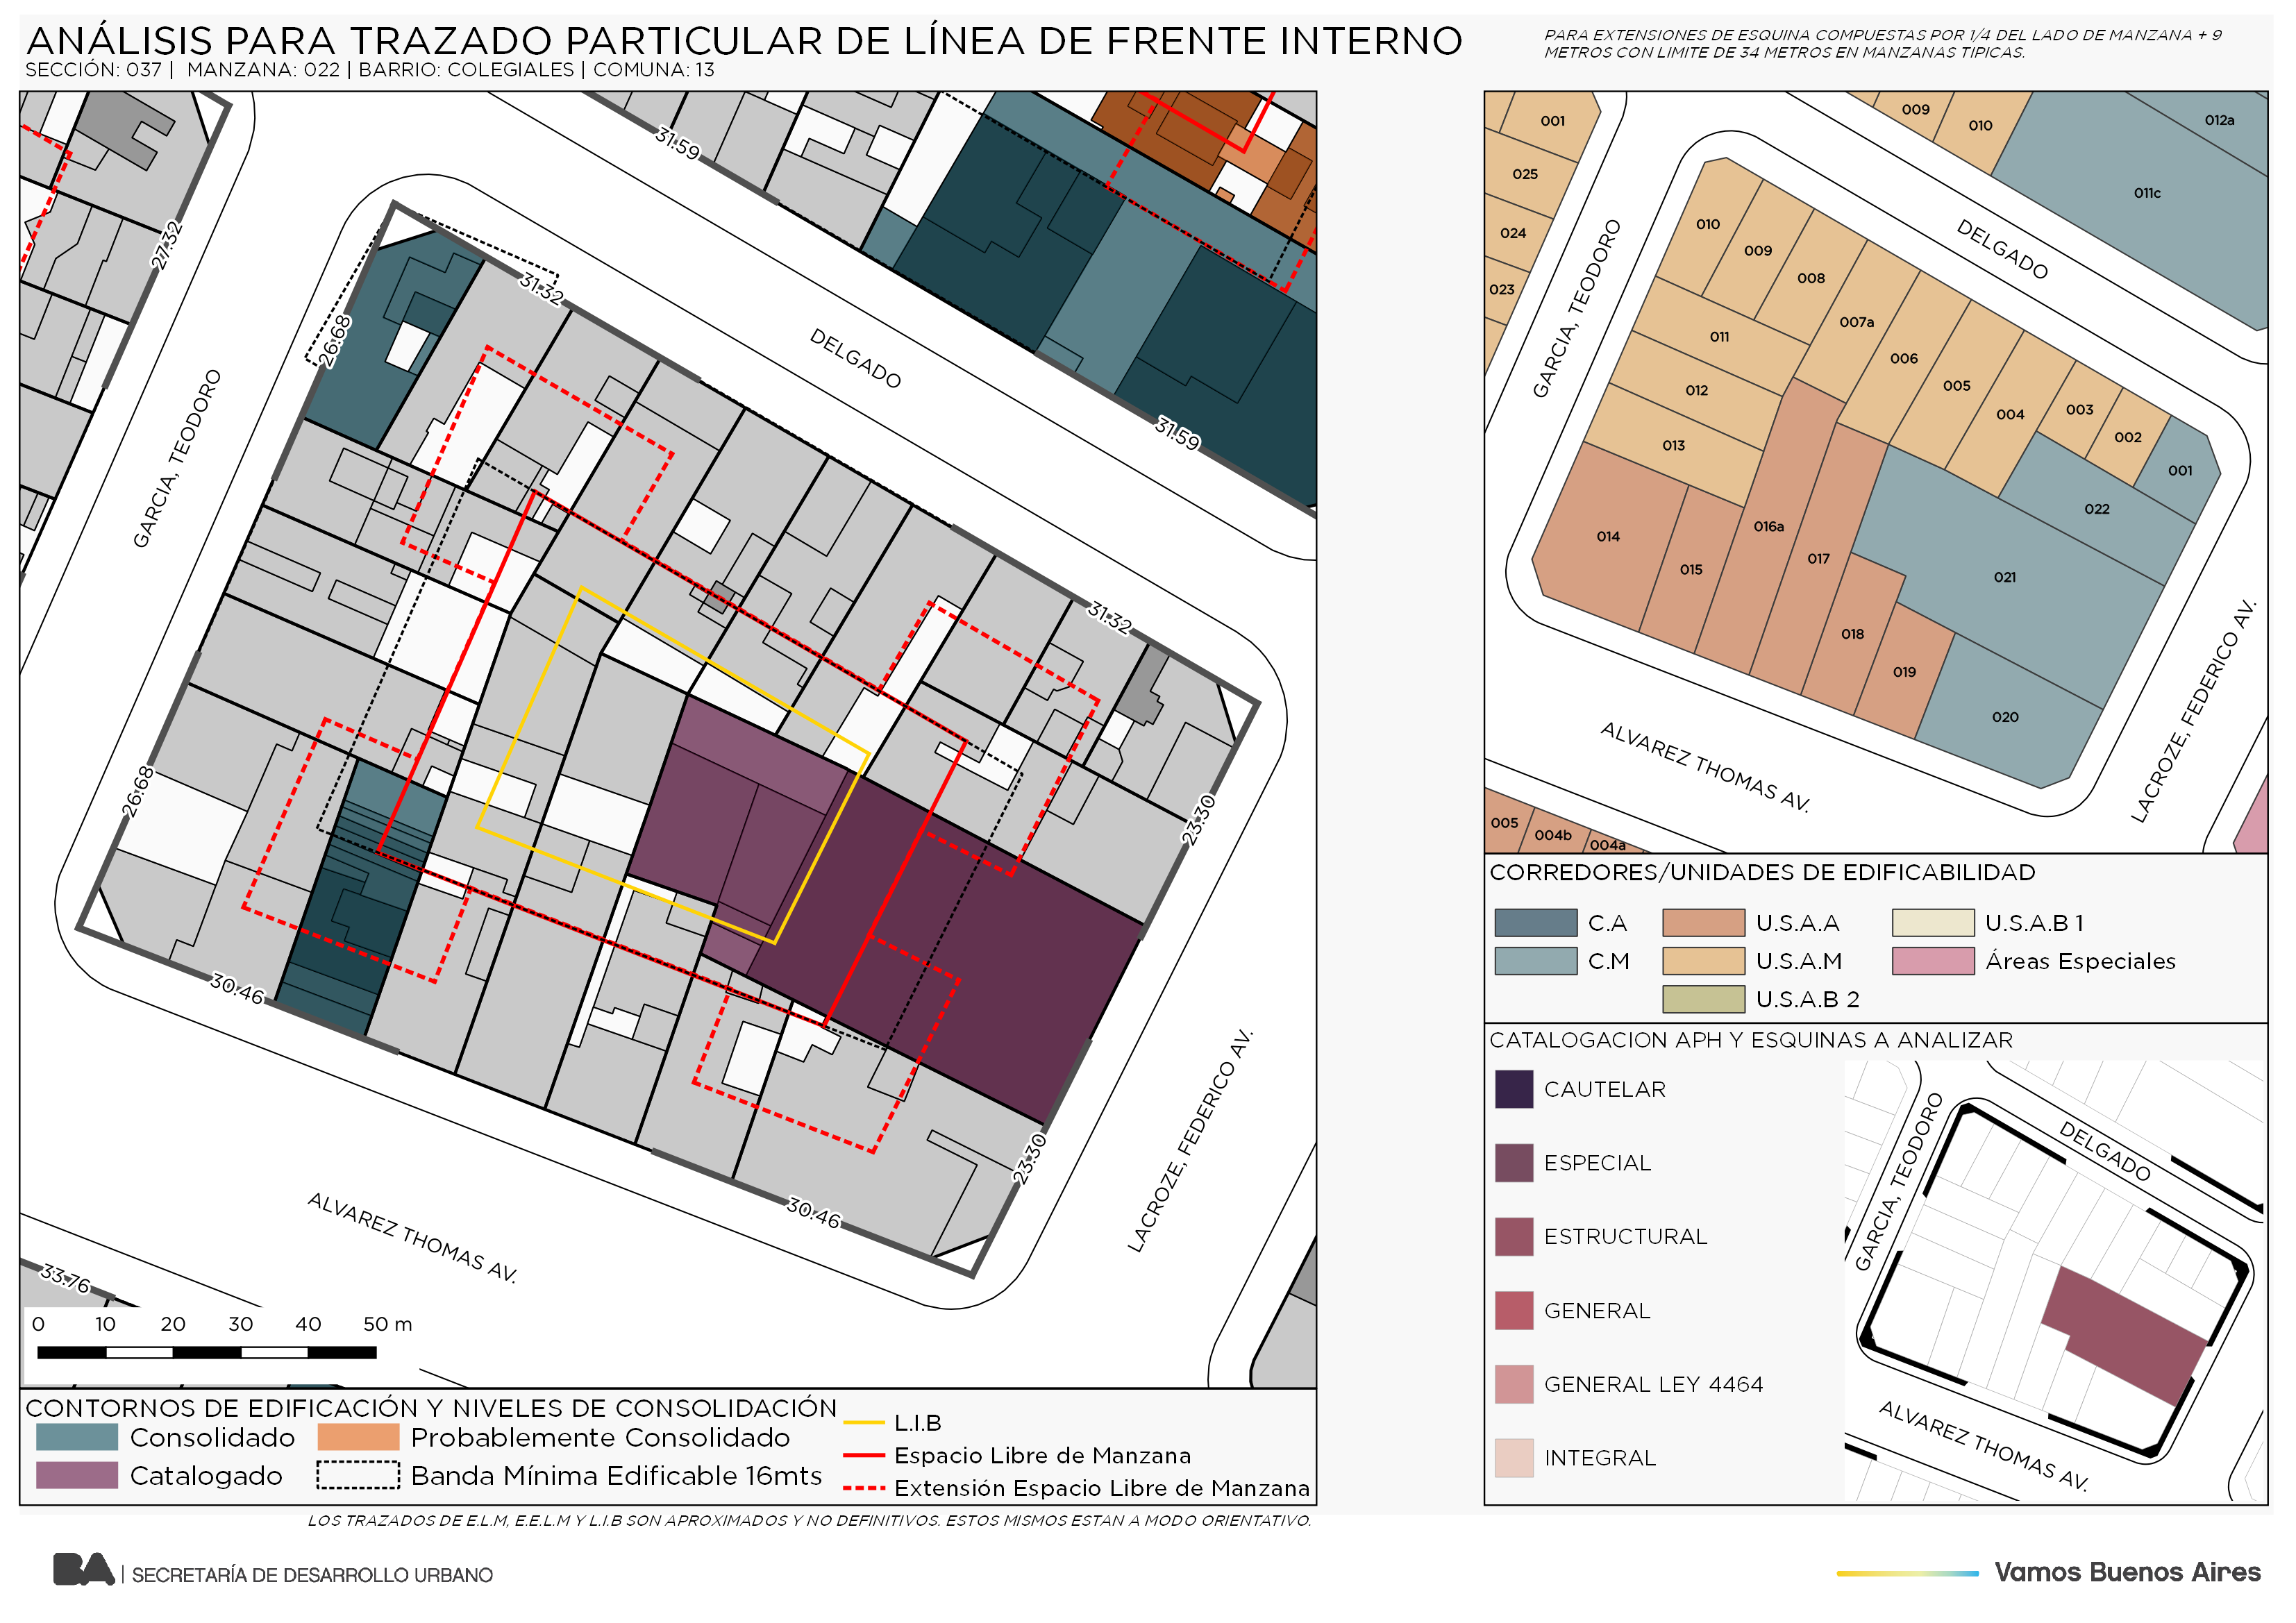 ANÁLISIS PARA TRAZADO PARTICULAR DE LÍNEA DE FRENTE INTERNO
SECCIÓN: 037 | MANZANA: 022 | BARRIO: COLEGIALES | COMUNA: 13
PARA EXTENSIONES DE ESQUINA COMPUESTAS POR 1/4 DEL LADO DE MANZANA + 9
METROS CON LIMITE DE 34 METROS EN MANZANAS TIPICAS.
31.59
27.32
31.32
26.68
DELGADO
GARCIA, TEODORO
31.59
31.32
26.68
23.30
30.46
23.30
30.46
ALVAREZ THOMAS AV.
LACROZE, FEDERICO AV.
33.76
0 10 20 30 40 50 m
CONTORNOS DE EDIFICACIÓN Y NIVELES DE CONSOLIDACIÓN
Consolidado
Probablemente Consolidado
Catalogado
Banda Mínima Edificable 16mts
L.I.B
Espacio Libre de Manzana
Extensión Espacio Libre de Manzana
LOS TRAZADOS DE E.L.M, E.E.L.M Y L.I.B SON APROXIMADOS Y NO DEFINITIVOS. ESTOS MISMOS ESTAN A MODO ORIENTATIVO.
001
009
010
012a
025
011c
024
010
009
008
DELGADO
023
GARCIA, TEODORO
007a
011
006
012
005
004
003
002
013
001
016a
022
014
015
017
021
018
019
020
ALVAREZ THOMAS AV.
LACROZE, FEDERICO AV.
005
004b
004a
CORREDORES/UNIDADES DE EDIFICABILIDAD
C.A
U.S.A.A
U.S.A.B 1
C.M
U.S.A.M
Áreas Especiales
U.S.A.B 2
CATALOGACION APH Y ESQUINAS A ANALIZAR
CAUTELAR
ESPECIAL
ESTRUCTURAL
GENERAL
GENERAL LEY 4464
INTEGRAL
GARCIA, TEODORO
DELGADO
ALVAREZ THOMAS AV.
BA | SECRETARÍA DE DESARROLLO URBANO
Vamos Buenos Aires